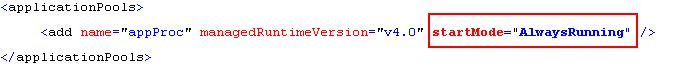 <applicationPools>
<add name="appProc" managedRuntimeVersion="v4.0" startMode="AlwaysRunning" />
</applicationPools>